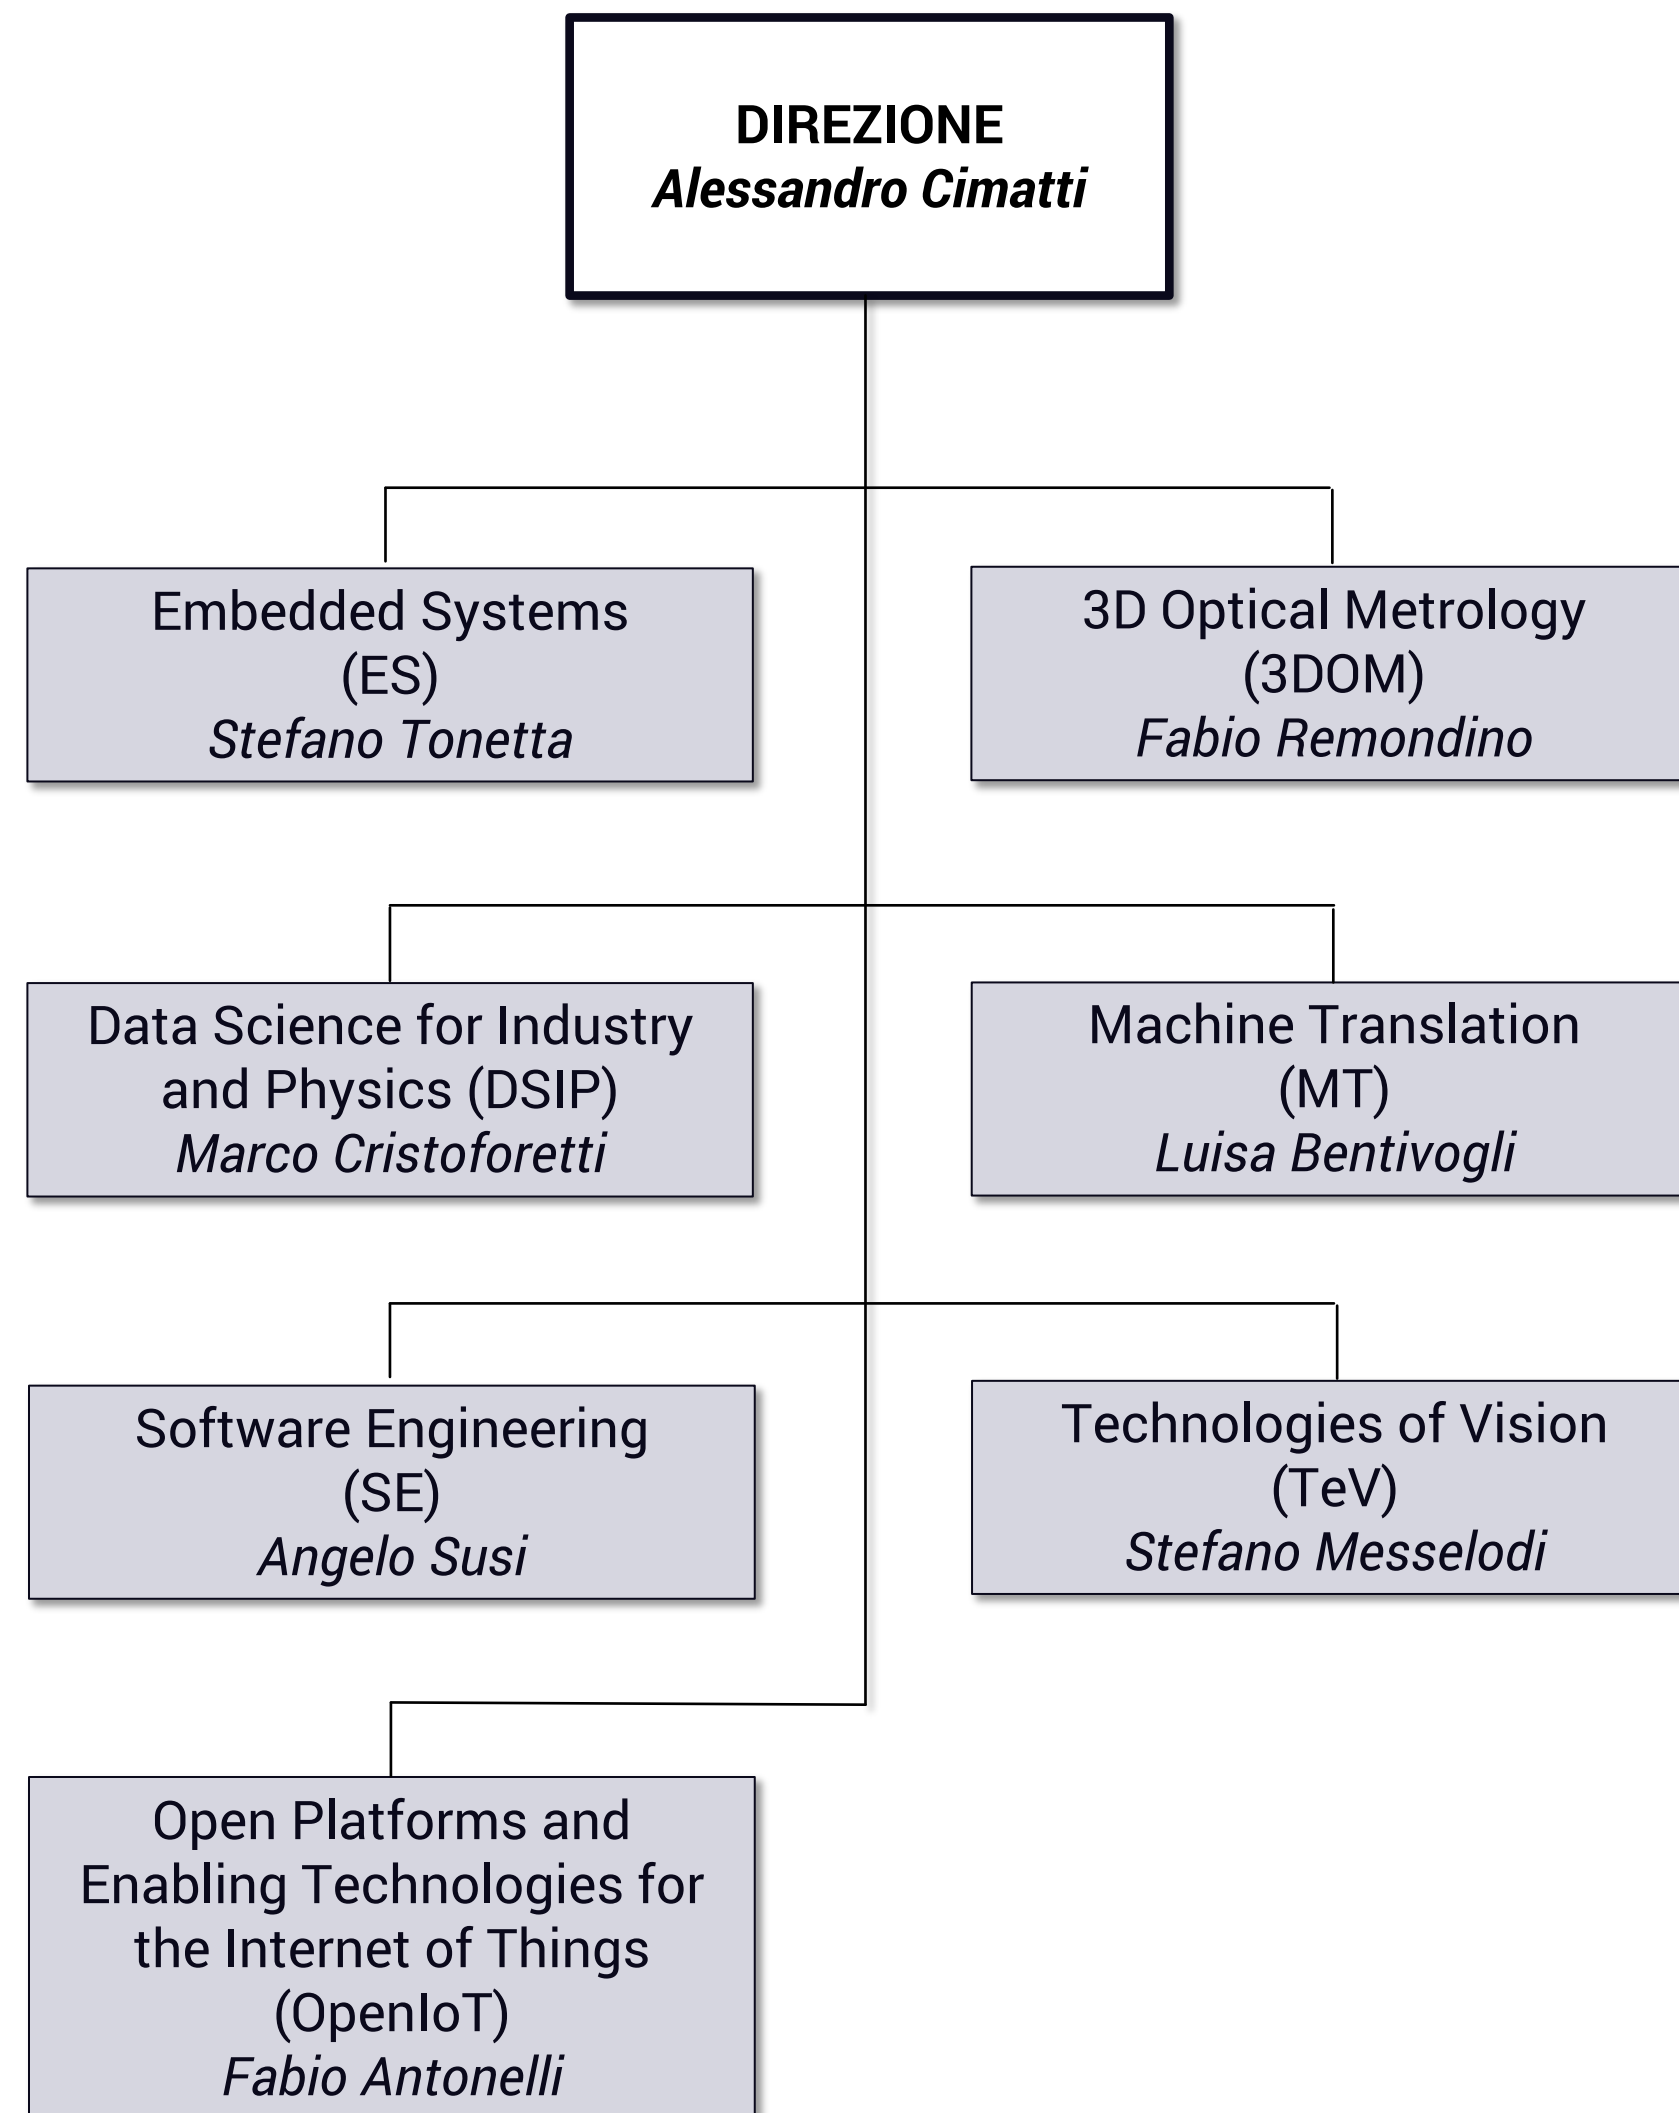 DIREZIONE
Alessandro Cimatti
Embedded Systems
(ES)
Stefano Tonetta
3D Optical Metrology
(3DOM)
Fabio Remondino
Data Science for Industry
and Physics (DSIP)
Marco Cristoforetti
Machine Translation
(MT)
Luisa Bentivogli
Software Engineering
(SE)
Angelo Susi
Technologies of Vision
(TeV)
Stefano Messelodi
Open Platforms and
Enabling Technologies for
the Internet of Things
(OpenIoT)
Fabio Antonelli